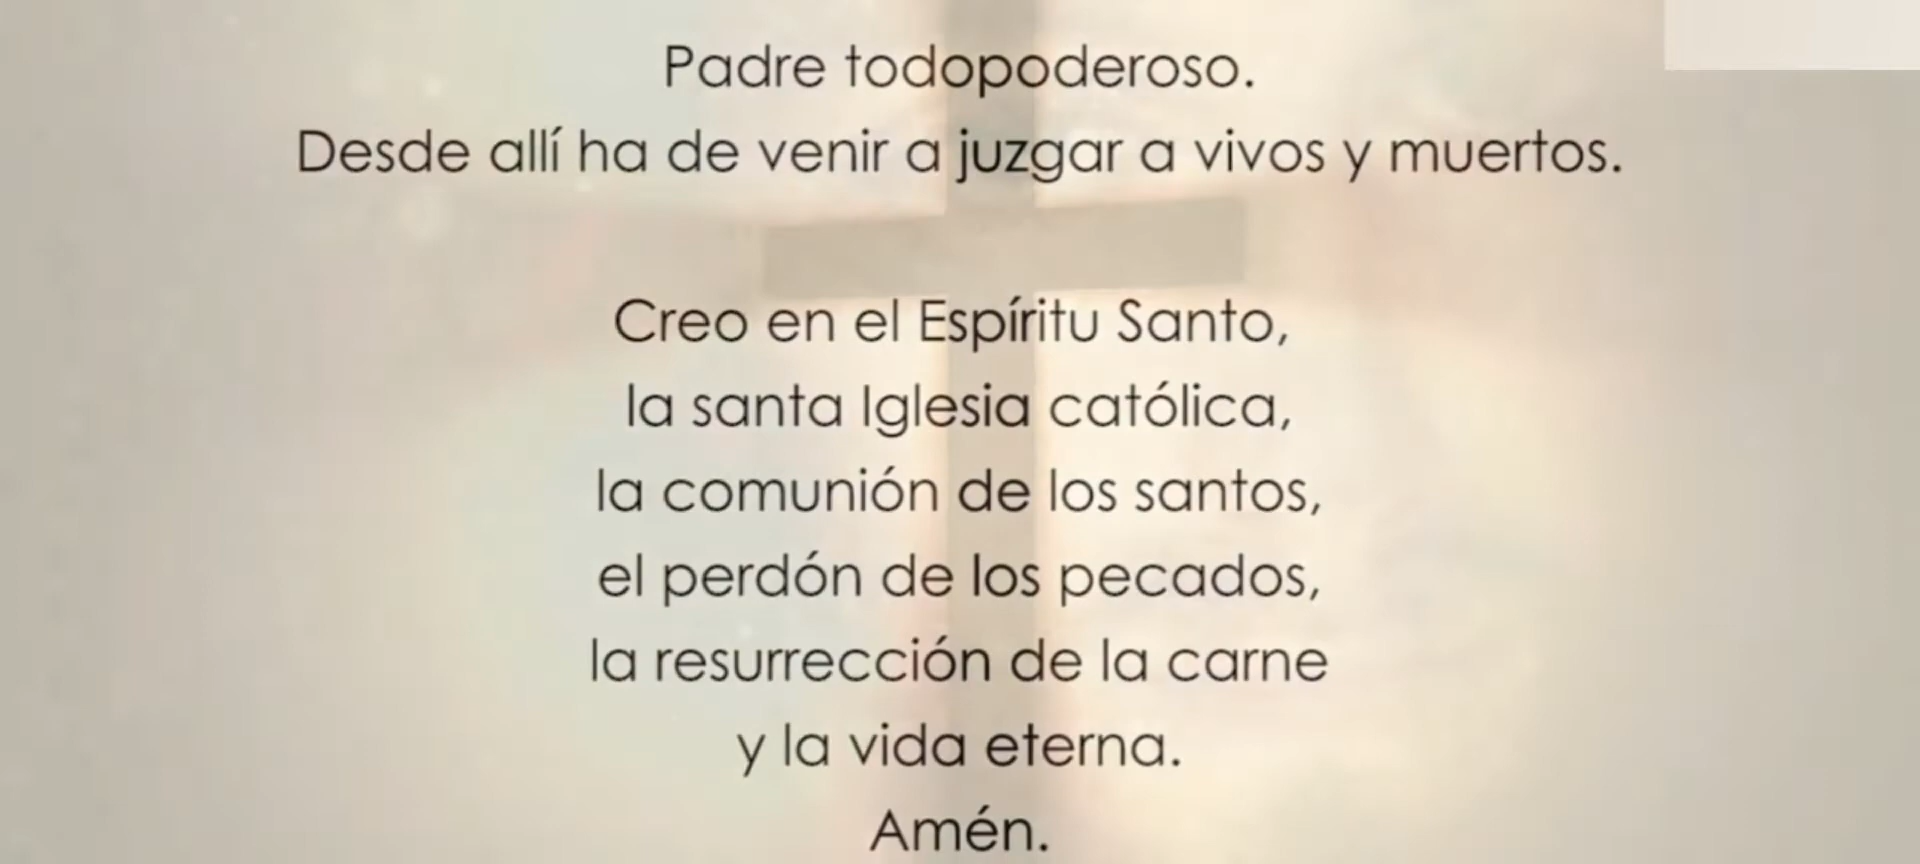 Padre todopoderoso.
Desde allí ha de venir a juzgar a vivos y muertos.
Creo en el Espíritu Santo,
la santa Iglesia católica,
la comunión de los santos,
el perdón de los pecados,
la resurrección de la carne
y la vida eterna.
Amén.